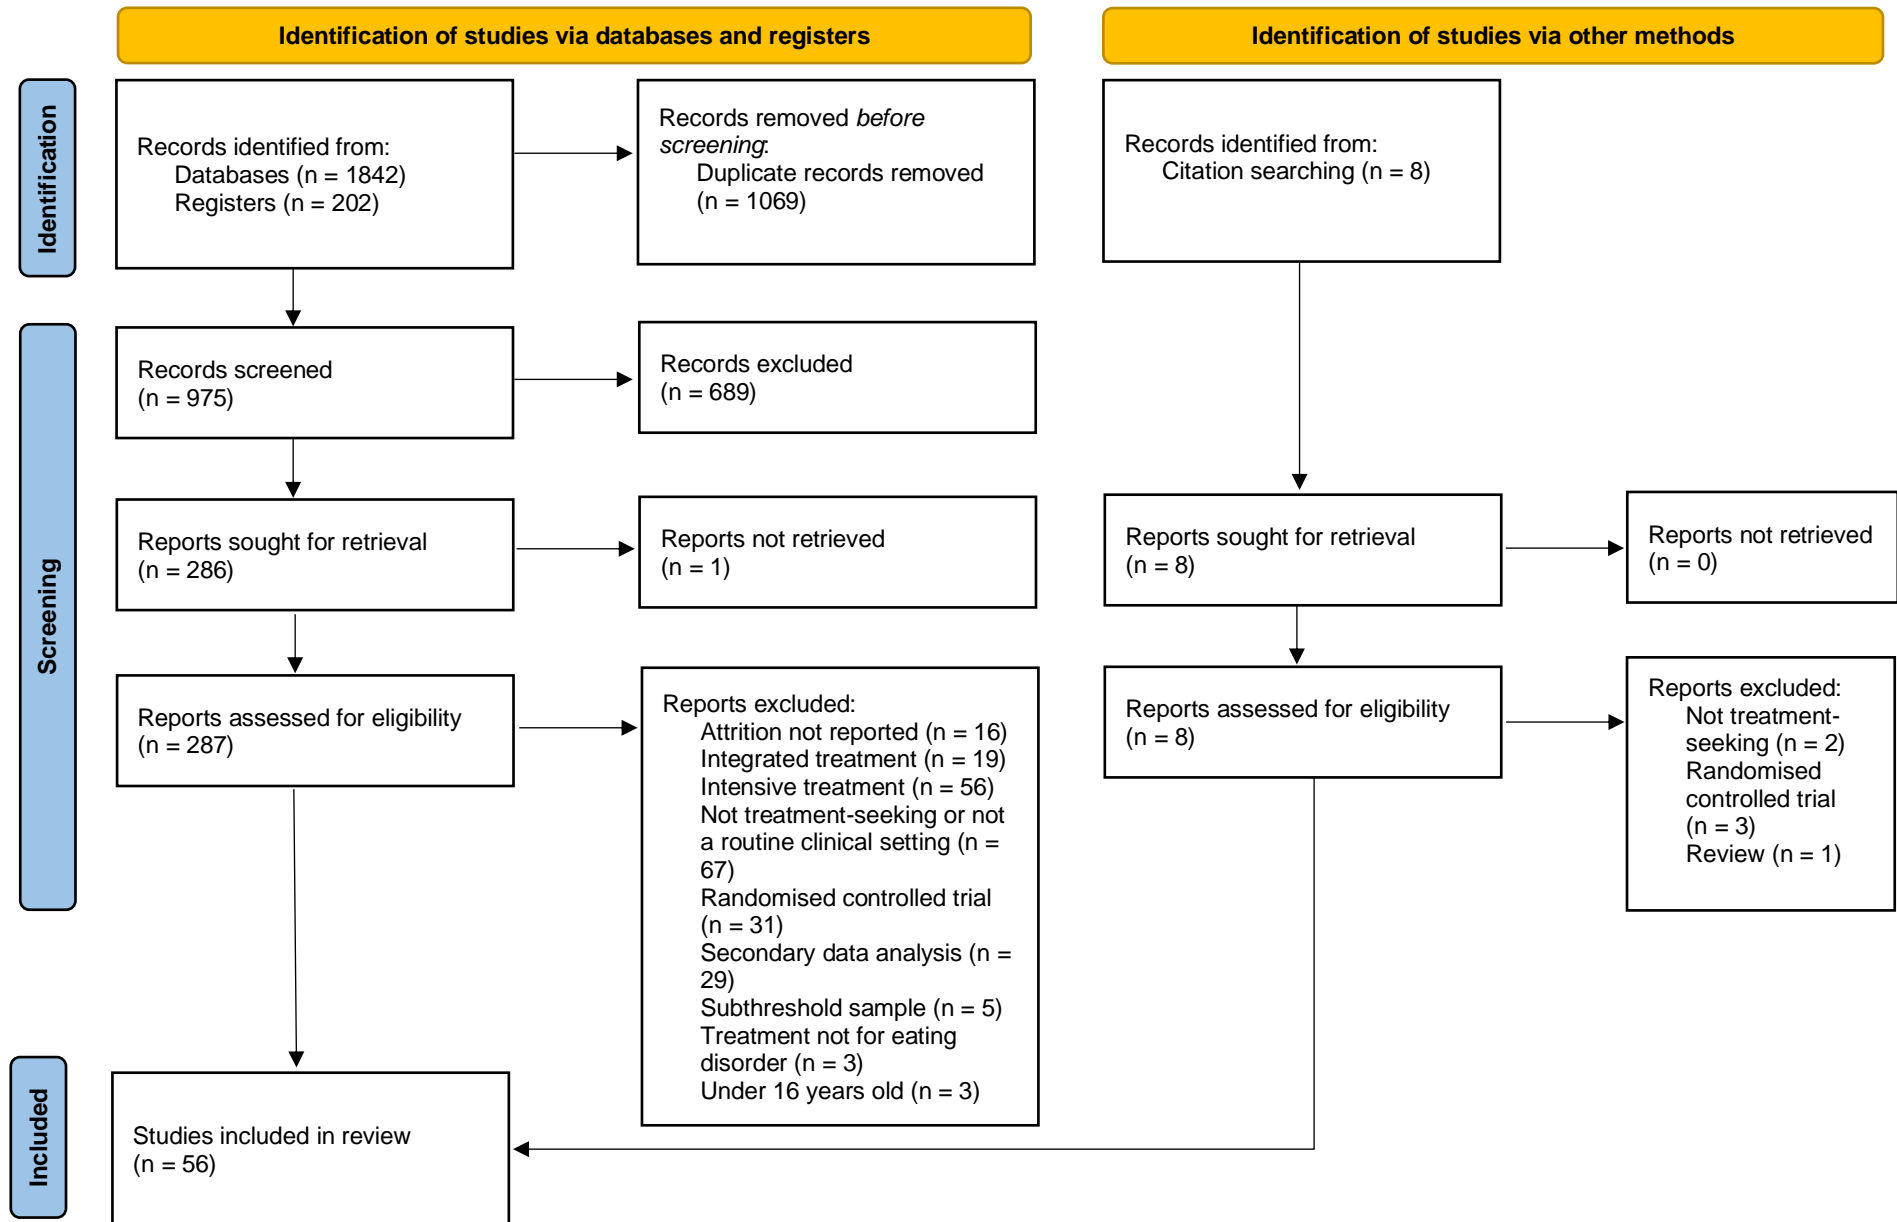 Identification of studies via databases and registers
Identification of studies via other methods
Identification
Records identified from:
Databases (n = 1842)
Registers (n = 202)
Records removed before
screening:
Duplicate records removed
(n = 1069)
Records identified from:
Citation searching (n = 8)
Screening
Records screened
(n = 975)
Records excluded
(n = 689)
Reports sought for retrieval
(n = 286)
Reports not retrieved
(n = 1)
Reports sought for retrieval
(n = 8)
Reports not retrieved
(n = 0)
Reports assessed for eligibility
(n = 287)
Reports excluded:
Attrition not reported (n = 16)
Integrated treatment (n = 19)
Intensive treatment (n = 56)
Not treatment-seeking or not
a routine clinical setting (n =
67)
Randomised controlled trial
(n = 31)
Secondary data analysis (n =
29)
Subthreshold sample (n = 5)
Treatment not for eating
disorder (n = 3)
Under 16 years old (n = 3)
Reports assessed for eligibility
(n = 8)
Reports excluded:
Not treatment-
seeking (n = 2)
Randomised
controlled trial
(n = 3)
Review (n = 1)
Included
Studies included in review
(n = 56)